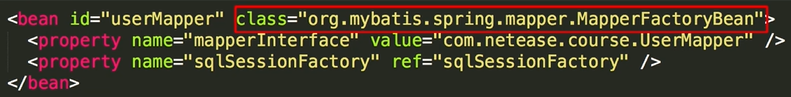 <bean id="userMapper" class="org.mybatis.spring.mapper.MapperFactoryBean">
<property name="mapperInterface" value="com.netease.course.UserMapper" />
<property name="sqlSessionFactory" ref="sqlSessionFactory" />
</bean>